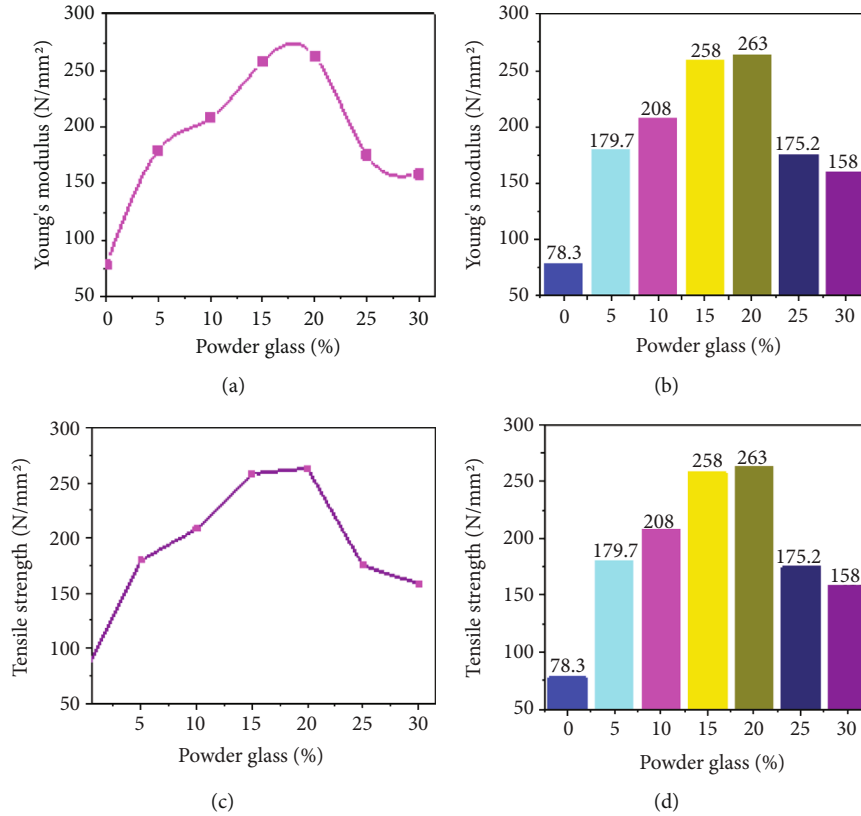 300
250
200
150
100
50
0 5 10 15 20 25 30
Young's modulus (N/mm²)
Powder glass (%)
(a)
300
250
200
150
100
50
78.3
179.7
208
258
263
175.2
158
0 5 10 15 20 25 30
Young's modulus (N/mm²)
Powder glass (%)
(b)
300
250
200
150
100
50
5 10 15 20 25 30
Tensile strength (N/mm²)
Powder glass (%)
(c)
300
250
200
150
100
50
78.3
179.7
208
258
263
175.2
158
0 5 10 15 20 25 30
Tensile strength (N/mm²)
Powder glass (%)
(d)